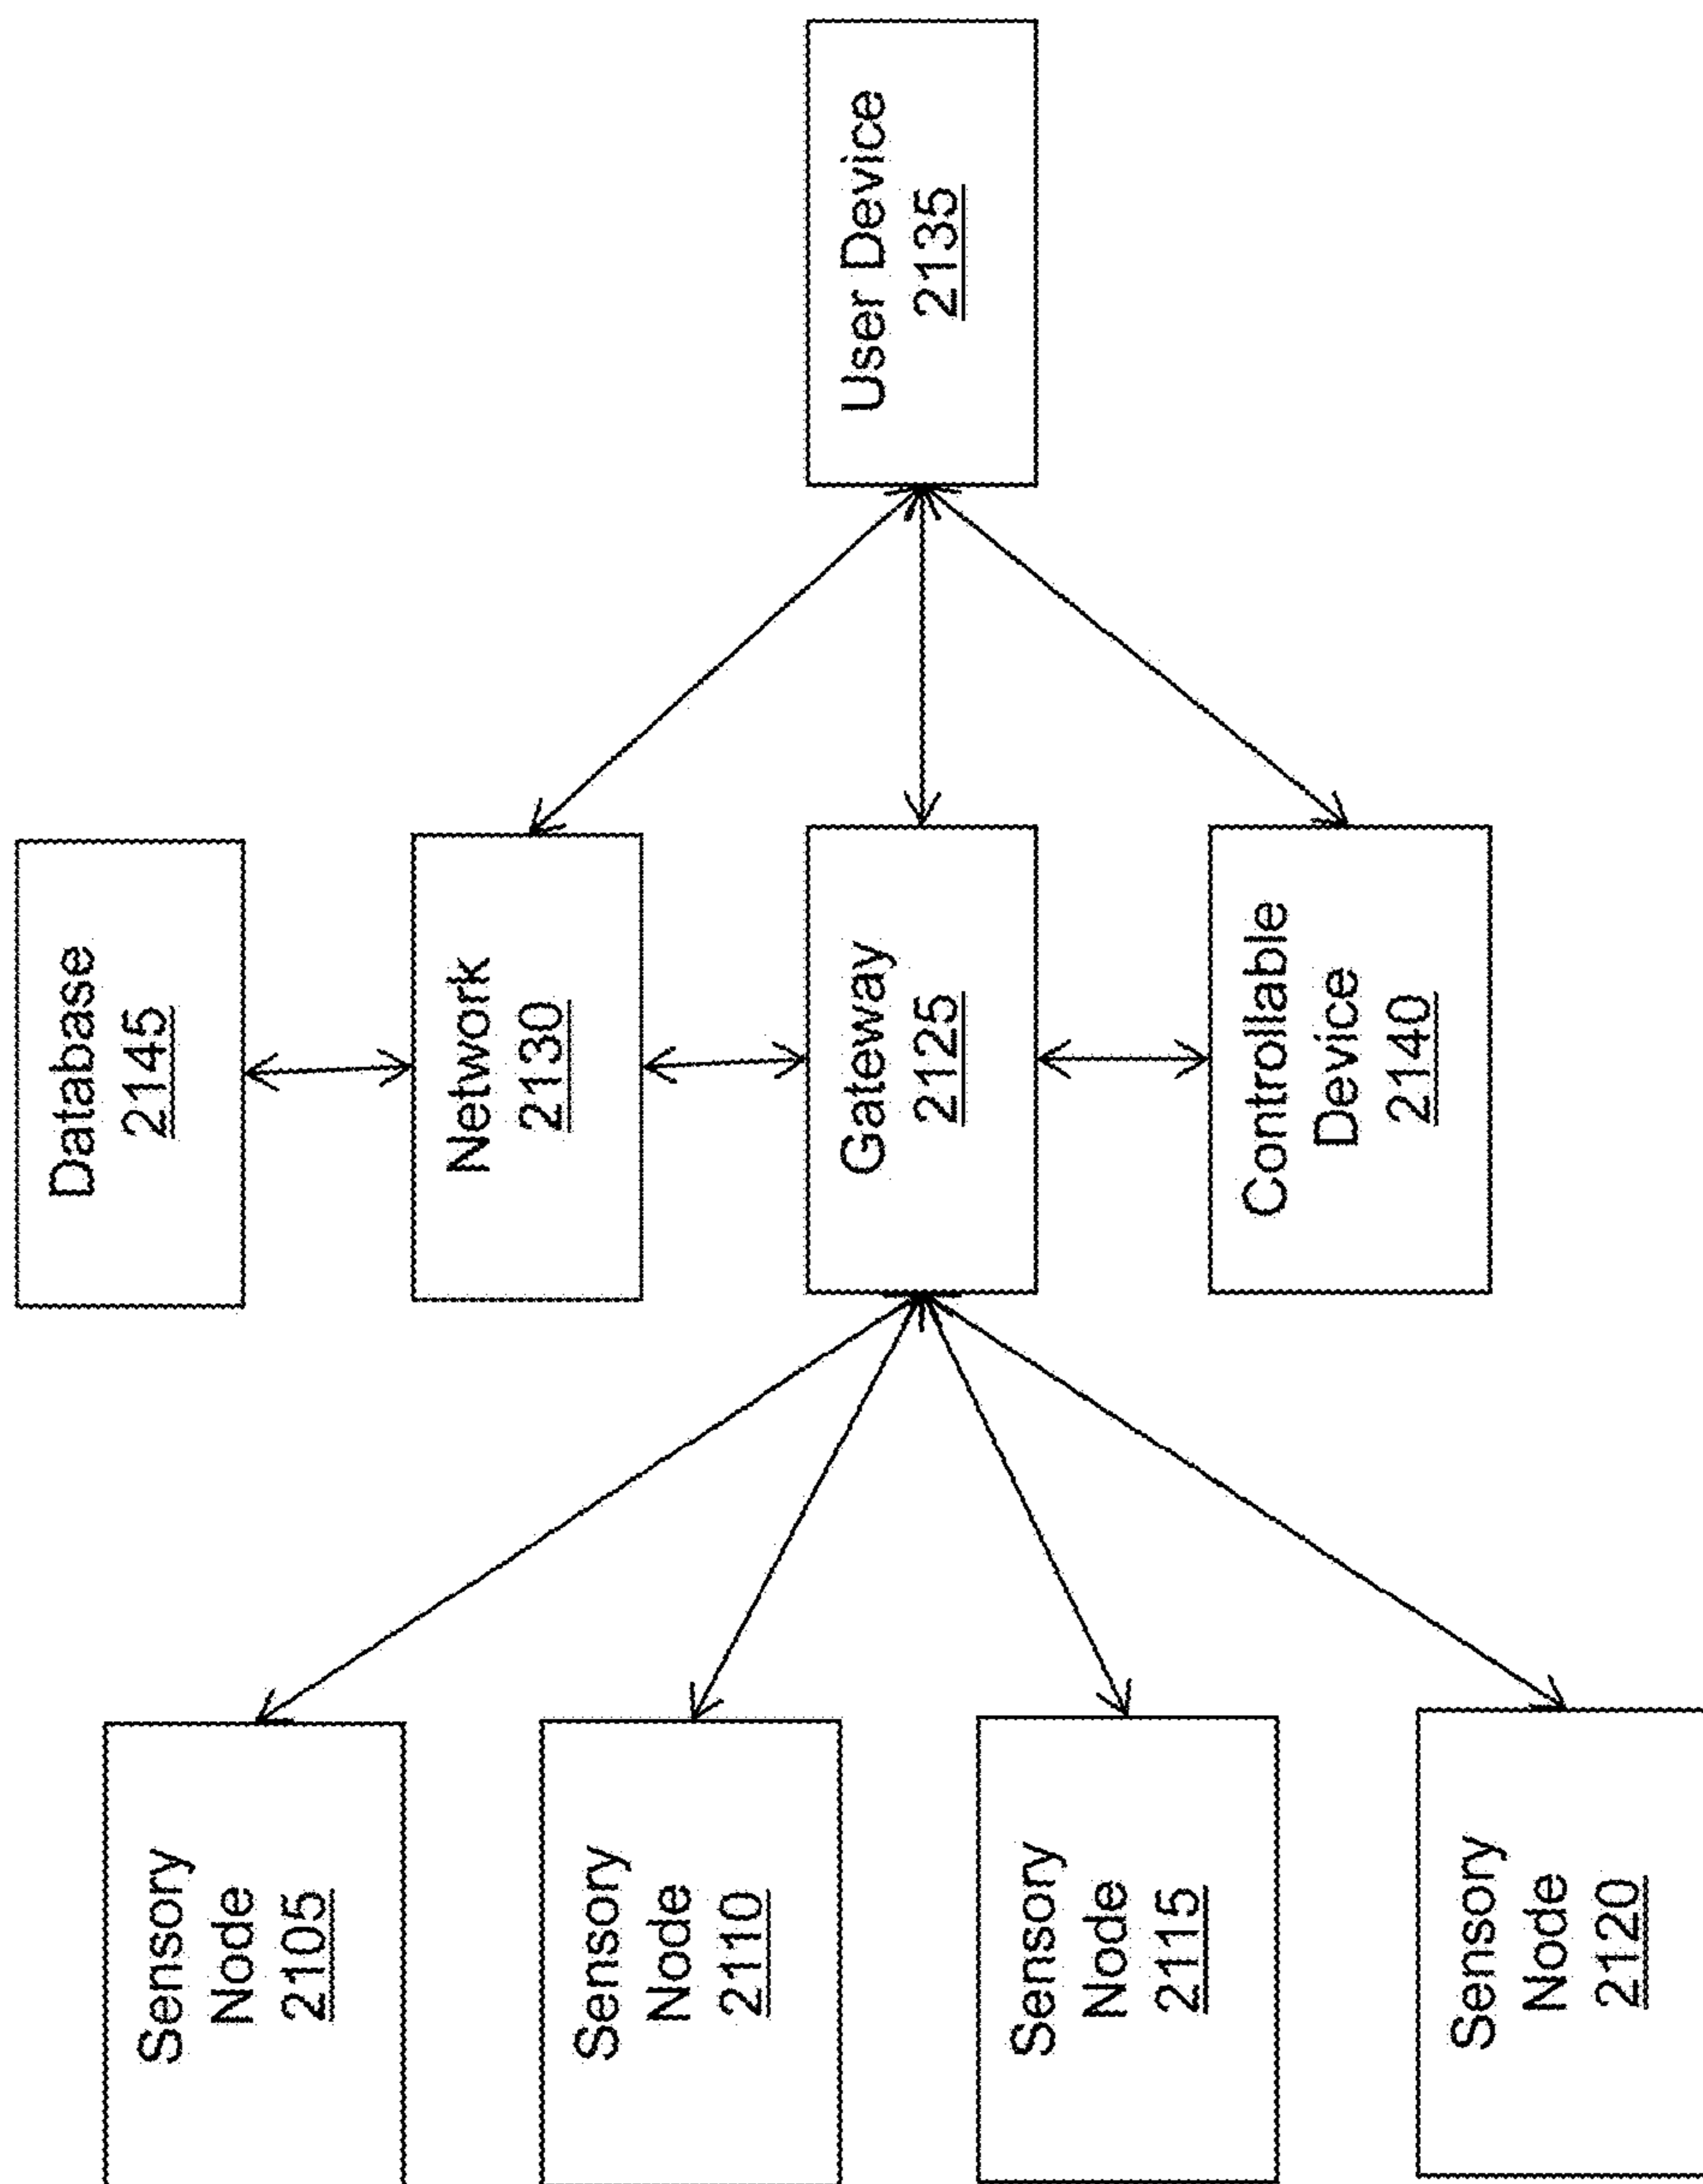 Sensory
Node
2105
Sensory
Node
2110
Sensory
Node
2115
Sensory
Node
2120
Database
2145
Network
2130
Gateway
2125
Controllable
Device
2140
User Device
2135